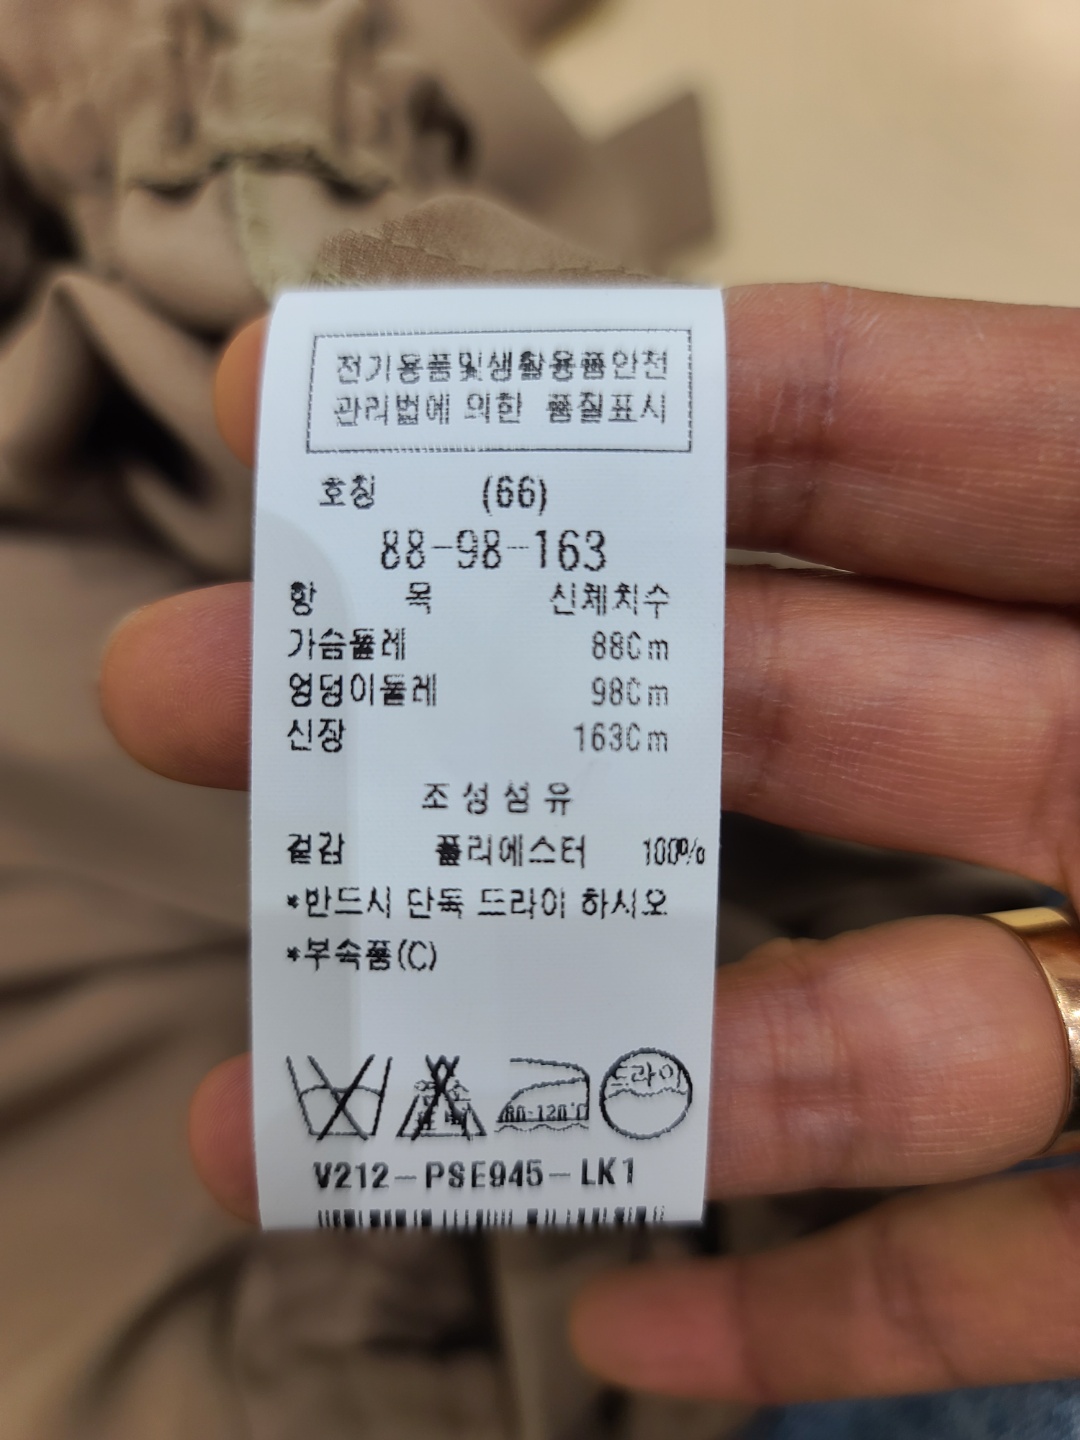 전기용품및생활용품안전
관리법에 의한 품질표시
호칭 (66)
88-98-163
항 목 신체치수
가슴둘레 88Cm
엉덩이둘레 98Cm
신장 163Cm
조성섬유
겉감 폴리에스터 100%
*반드시 단독 드라이 하시오
*부속품(C)
80-120℃ 드라이
V212-PSE945-LK1